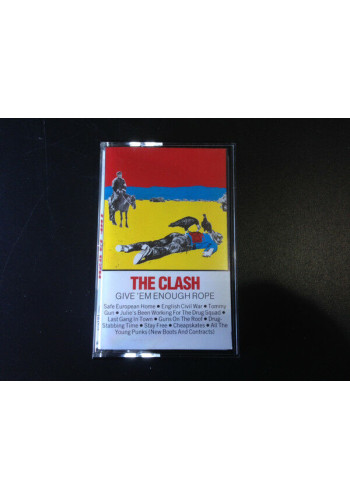 THE CLASH
GIVE 'EM ENOUGH ROPE
Safe European Home • English Civil War • Tommy
Gun • Julie's Been Working For The Drug Squad •
Last Gang In Town • Guns On The Roof • Drug-
Stabbing Time • Stay Free • Cheapskates • All The
Young Punks (New Boots And Contracts)
THE CLASH